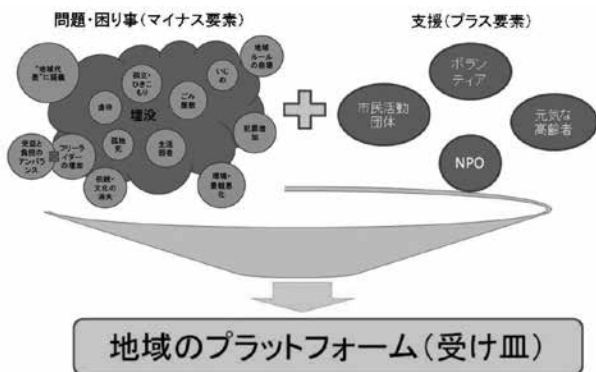 問題・困り事（マイナス要素）
支援（プラス要素）
"地域代
表"に疑義
孤立・
ひきこ
もり
いじ
め
地域
ルールの崩壊
虐待
ごみ
屋敷
埋没
孤独
死
生活
弱者
犯罪増
加
受益と
負担のアン
バランス
フリーラ
イダー
の増加
伝統・
文化の
消失
環境・
景観悪
化
ボラン
ティア
市民活動
団体
元気な
高齢者
NPO
地域のプラットフォーム（受け皿）